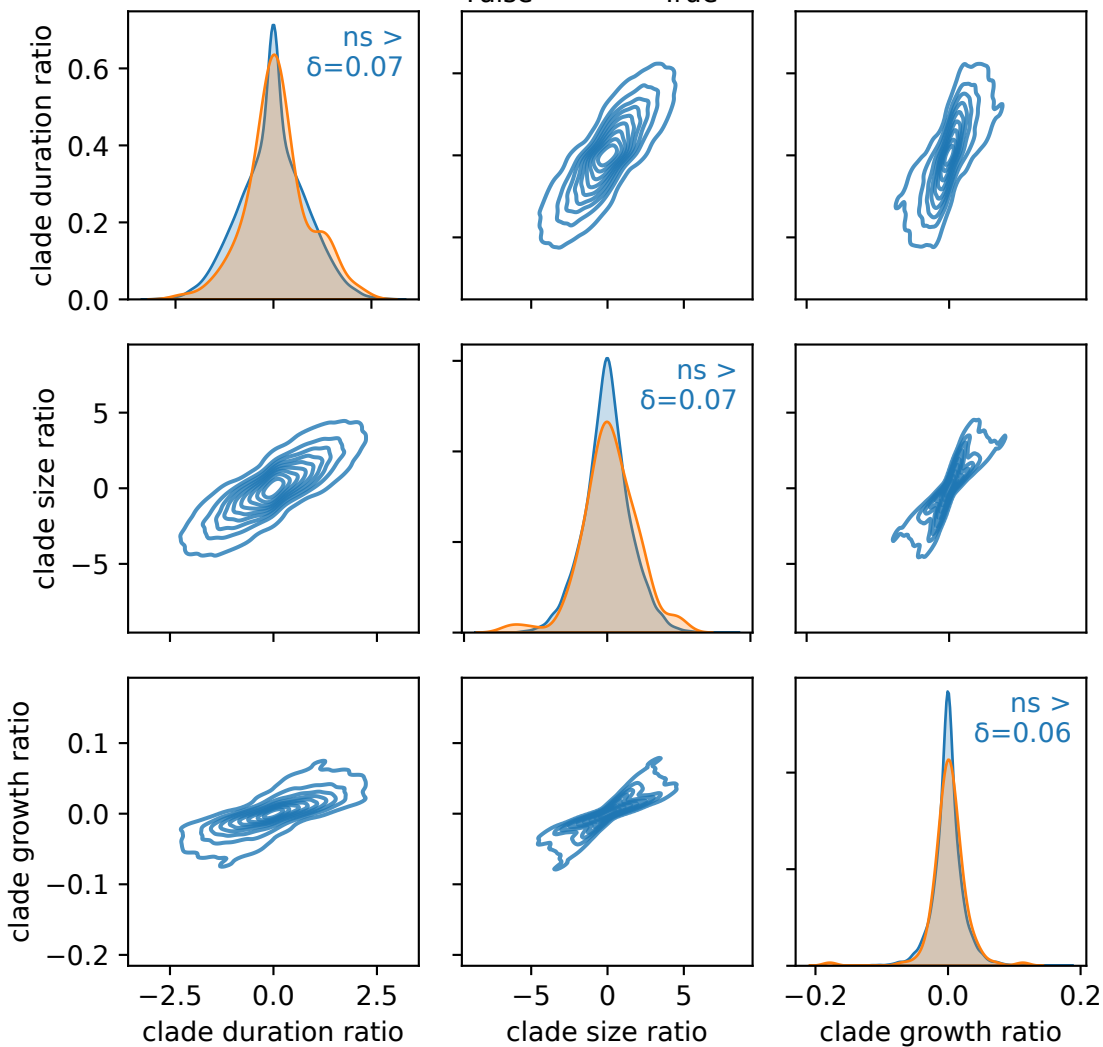 ns >
δ=0.07
clade duration ratio
0.6
0.4
0.2
0.0
ns >
δ=0.07
clade size ratio
5
0
−5
ns >
δ=0.06
clade growth ratio
0.1
0.0
−0.1
−0.2
−2.5 0.0 2.5 −5 0 5 −0.2 0.0 0.2
clade duration ratio clade size ratio clade growth ratio